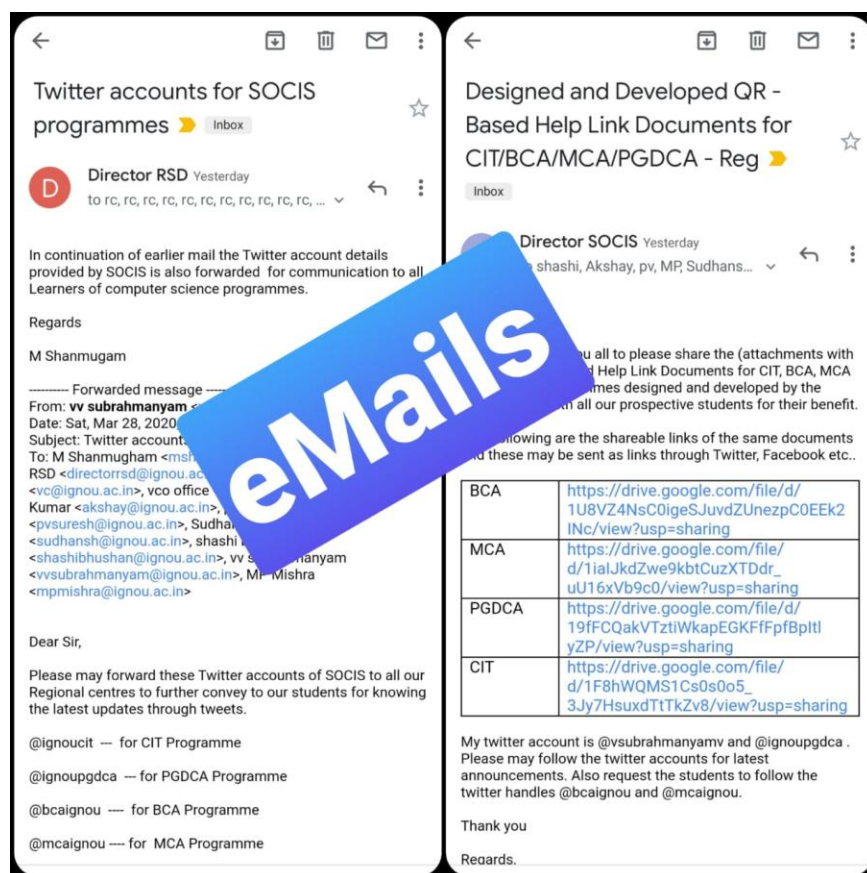 Twitter accounts for SOCIS
programmes
Inbox
D
Director RSD Yesterday
to rc, rc, rc, rc, rc, rc, rc, rc, rc, rc, rc, ...
In continuation of earlier mail the Twitter account details
provided by SOCIS is also forwarded for communication to all
Learners of computer science programmes.
Regards
M Shanmugam
---------- Forwarded message -----
From: vv subrahmanyam <
Date: Sat, Mar 28, 2020
Subject: Twitter account
To: M Shanmugham <msh
RSD <directorrsd@ignou.ac
<vc@ignou.ac.in>, vco office
Kumar <akshay@ignou.ac.in>,
<pvsuresh@ignou.ac.in>, Sudha
<sudhansh@ignou.ac.in>, shashi
<shashibhushan@ignou.ac.in>, vv
<vvsubrahmanyam@ignou.ac.in>, MP Mishra
<mpmishra@ignou.ac.in>
Dear Sir,
Please may forward these Twitter accounts of SOCIS to all our
Regional centres to further convey to our students for knowing
the latest updates through tweets.
@ignoucit --- for CIT Programme
@ignoupgdca --- for PGDCA Programme
@bcaignou ---- for BCA Programme
@mcaignou ---- for MCA Programme
eMails
Designed and Developed QR -
Based Help Link Documents for
CIT/BCA/MCA/PGDCA - Reg
Inbox
Director SOCIS Yesterday
shashi, Akshay, pv, MP, Sudhans...
all to please share the (attachments with
Help Link Documents for CIT, BCA, MCA
designed and developed by the
all our prospective students for their benefit.
are the shareable links of the same documents
these may be sent as links through Twitter, Facebook etc..
BCA https://drive.google.com/file/d/
1U8VZ4NsC0igeSJuvdZUnezpC0EEk2
INc/view?usp=sharing
MCA https://drive.google.com/file/
d/1ialJkdZwe9kbtCuzXTDdr_
uU16xVb9c0/view?usp=sharing
PGDCA https://drive.google.com/file/d/
19fFCQakVTztiWkapEGKFfFpfBpItl
yZP/view?usp=sharing
CIT https://drive.google.com/file/
d/1F8hWQMS1Cs0s0o5_
3Jy7HsuxdTtTkZv8/view?usp=sharing
My twitter account is @vsubrahmanyamv and @ignoupgdca .
Please may follow the twitter accounts for latest
announcements. Also request the students to follow the
twitter handles @bcaignou and @mcaignou.
Thank you
Regards.